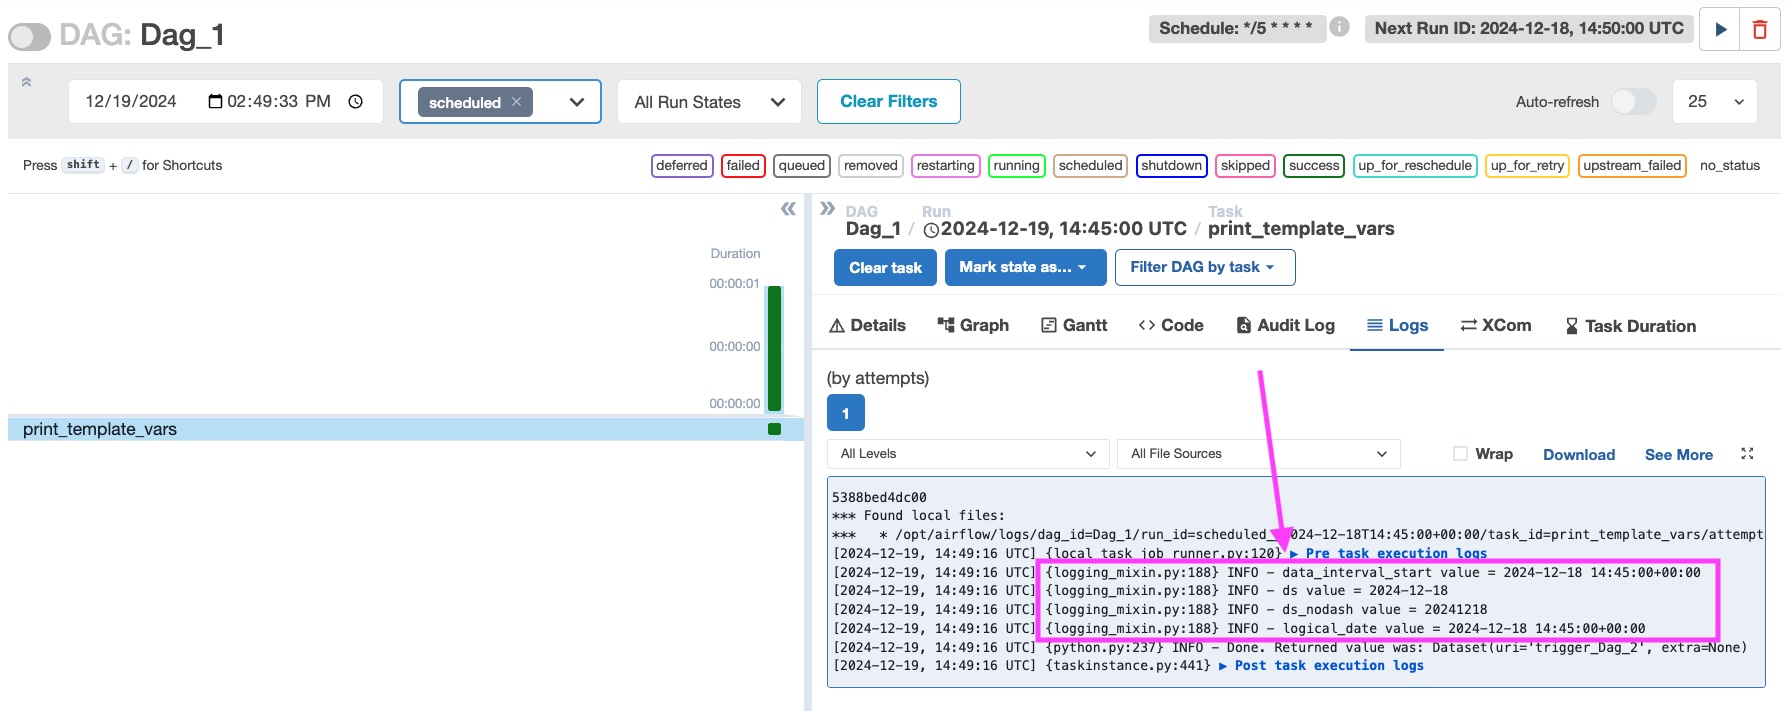 DAG: Dag_1
Schedule: */5 * * * *
Next Run ID: 2024-12-18, 14:50:00 UTC
12/19/2024 02:49:33 PM
scheduled ×
All Run States
Clear Filters
Auto-refresh
25
Press shift + / for Shortcuts
deferred failed queued removed restarting running scheduled shutdown skipped success up_for_reschedule up_for_retry upstream_failed no_status
Duration
00:00:01
00:00:00
00:00:00
print_template_vars
DAG Run Task
Dag_1 / 2024-12-19, 14:45:00 UTC / print_template_vars
Clear task
Mark state as...
Filter DAG by task
Details Graph Gantt Code Audit Log Logs XCom Task Duration
(by attempts)
1
All Levels
All File Sources
Wrap
Download
See More
5388bed4dc00
*** Found local files:
*** * /opt/airflow/logs/dag_id=Dag_1/run_id=scheduled_ 024-12-18T14:45:00+00:00/task_id=print_template_vars/attempt
[2024-12-19, 14:49:16 UTC] {local_task_job_runner.py:120} ▶ Pre task execution logs
[2024-12-19, 14:49:16 UTC] {logging_mixin.py:188} INFO - data_interval_start value = 2024-12-18 14:45:00+00:00
[2024-12-19, 14:49:16 UTC] {logging_mixin.py:188} INFO - ds value = 2024-12-18
[2024-12-19, 14:49:16 UTC] {logging_mixin.py:188} INFO - ds_nodash value = 20241218
[2024-12-19, 14:49:16 UTC] {logging_mixin.py:188} INFO - logical_date value = 2024-12-18 14:45:00+00:00
[2024-12-19, 14:49:16 UTC] {python.py:237} INFO - Done. Returned value was: Dataset(uri='trigger_Dag_2', extra=None)
[2024-12-19, 14:49:16 UTC] {taskinstance.py:441} ▶ Post task execution logs